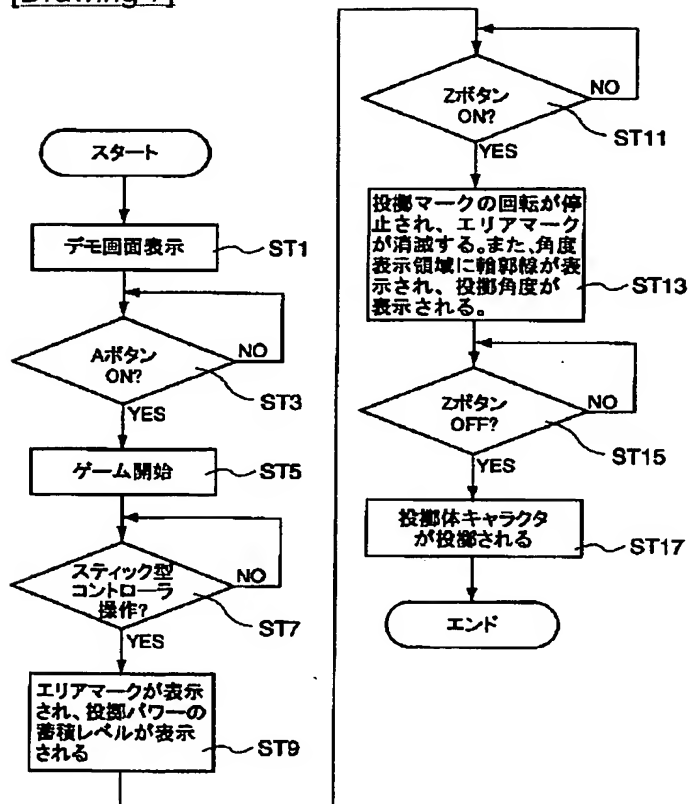 スタート
デモ画面表示
ST1
Aボタン
ON?
NO
ST3
YES
ゲーム開始
ST5
スティック型
コントローラ
操作?
NO
ST7
YES
エリアマークが表示
され、投擲パワーの
蓄積レベルが表示
される
ST9
Zボタン
ON?
NO
ST11
YES
投擲マークの回転が停
止され、エリアマーク
が消滅する。また、角度
表示領域に輪郭線が表
示され、投擲角度が
表示される。
ST13
Zボタン
OFF?
NO
ST15
YES
投擲体キャラクタ
が投擲される
ST17
エンド